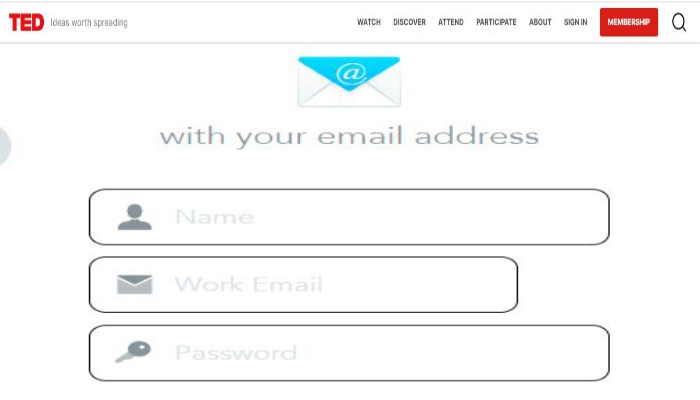 TED Ideas worth spreading WATCH DISCOVER ATTEND PARTICIPATE ABOUT SIGN IN MEMBERSHIP
@
with your email address
Name
Work Email
Password